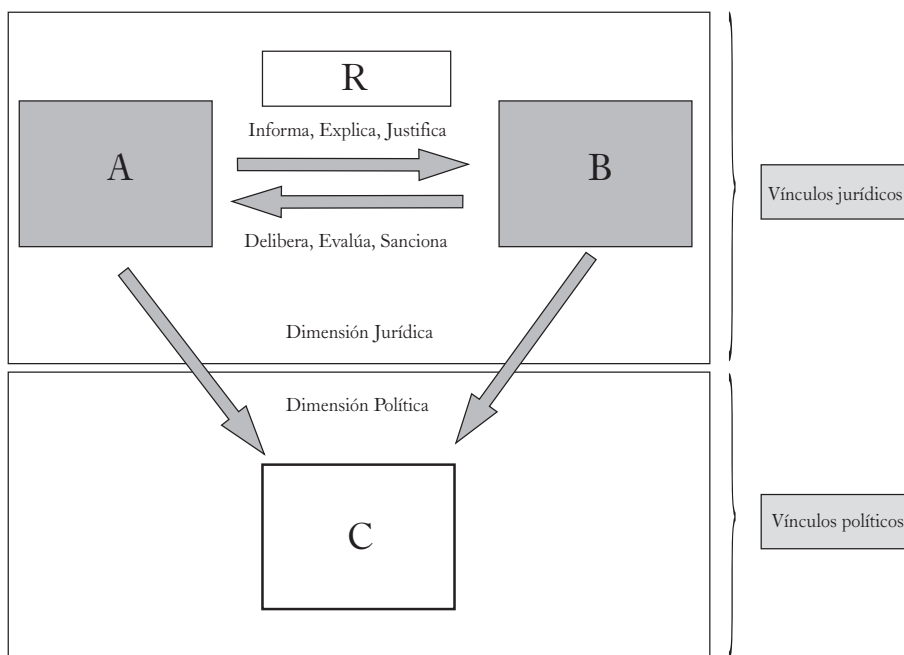 R
Informa, Explica, Justifica
A
B
Vínculos jurídicos
Delibera, Evalúa, Sanciona
Dimensión Jurídica
Dimensión Política
C
Vínculos políticos